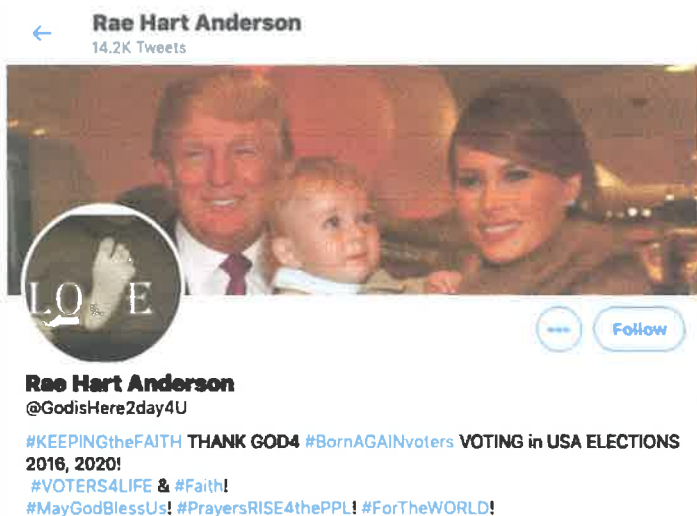 Rae Hart Anderson
14.2K Tweets
LO E
Follow
Rae Hart Anderson
@GodisHere2day4U
#KEEPINGtheFAITH THANK GOD4 #BornAGAINvoters VOTING in USA ELECTIONS
2016, 2020!
#VOTERS4LIFE & #Faith!
#MayGodBlessUs! #PrayersRISE4thePPL! #ForTheWORLD!